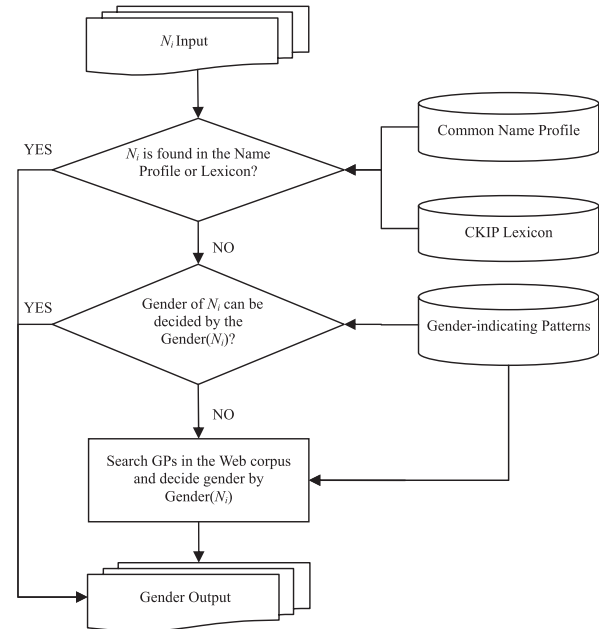 Nᵢ Input
YES
Nᵢ is found in the Name
Profile or Lexicon?
Common Name Profile
CKIP Lexicon
NO
YES
Gender of Nᵢ can be
decided by the
Gender(Nᵢ)?
Gender-indicating Patterns
NO
Search GPs in the Web corpus
and decide gender by
Gender(Nᵢ)
Gender Output